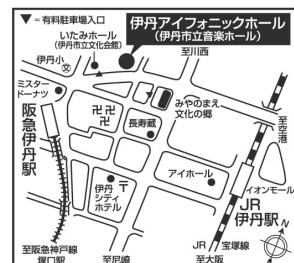 ▼=有料駐車場入口
伊丹アイフォニックホール
(伊丹市立音楽ホール)
いたみホール
(伊丹市立文化会館)
至川西
伊丹小
文
ミスター
ドーナツ
みやのまえ
文化の郷
卍卍
卍
長寿蔵
至空港
阪急伊丹駅
アイホール
伊丹
シティ
ホテル
〒
イオンモール
JR
伊丹駅
N
至阪急神戸線
塚口駅
至尼崎
JR 宝塚線
至大阪